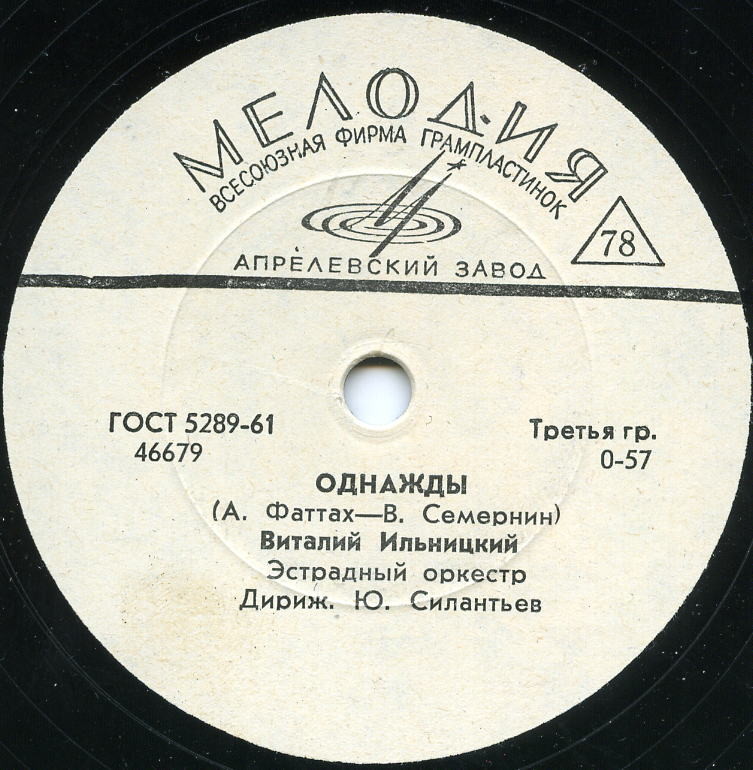 МЕЛОДИЯ
ВСЕСОЮЗНАЯ ФИРМА ГРАМПЛАСТИНОК
78
АПРЕЛЕВСКИЙ ЗАВОД
ГОСТ 5289-61
46679
Третья гр.
0-57
ОДНАЖДЫ
(А. Фаттах—В. Семернин)
Виталий Ильницкий
Эстрадный оркестр
Дириж. Ю. Силантьев